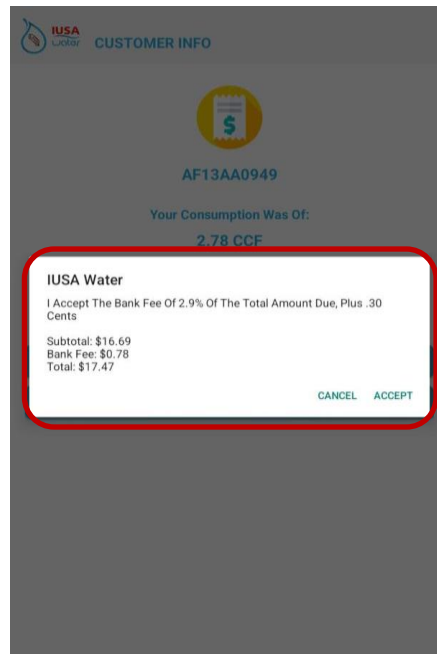 IUSA
water
CUSTOMER INFO
$
AF13AA0949
Your Consumption Was Of:
2.78 CCF
IUSA Water
I Accept The Bank Fee Of 2.9% Of The Total Amount Due, Plus .30
Cents
Subtotal: $16.69
Bank Fee: $0.78
Total: $17.47
CANCEL ACCEPT